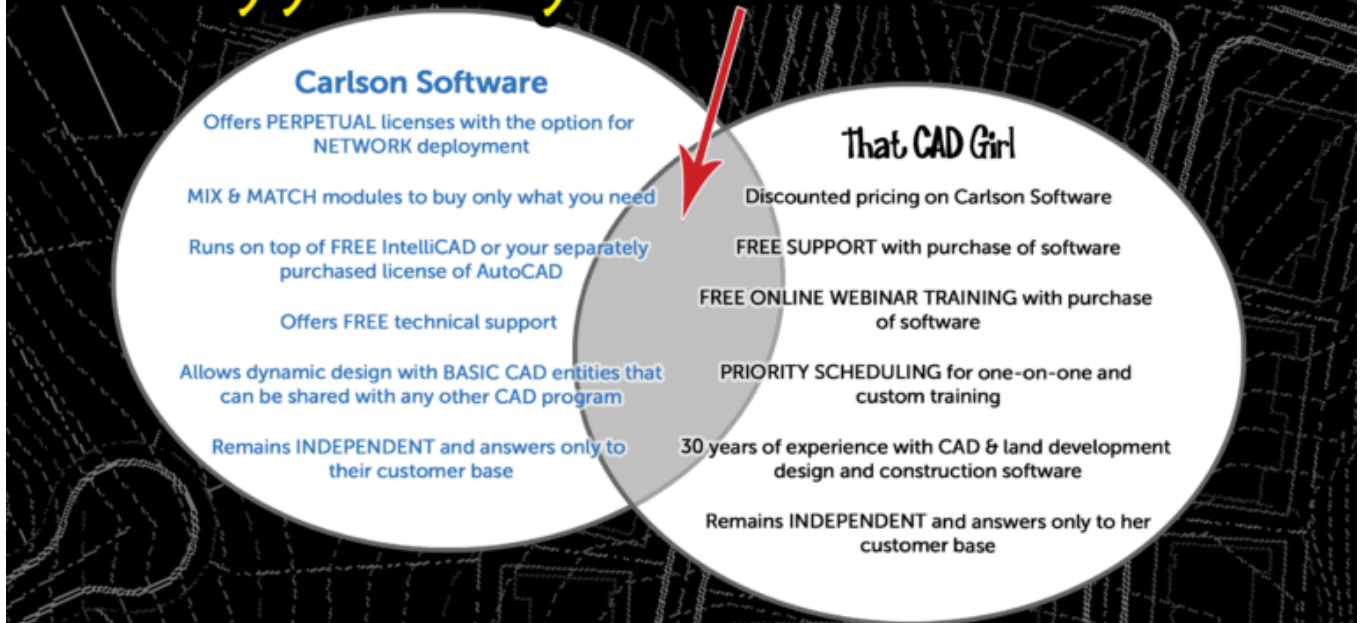 Carlson Software
Offers PERPETUAL licenses with the option for
NETWORK deployment
MIX & MATCH modules to buy only what you need
Runs on top of FREE IntelliCAD or your separately
purchased license of AutoCAD
Offers FREE technical support
Allows dynamic design with BASIC CAD entities that
can be shared with any other CAD program
Remains INDEPENDENT and answers only to
their customer base
That CAD Girl
Discounted pricing on Carlson Software
FREE SUPPORT with purchase of software
FREE ONLINE WEBINAR TRAINING with purchase
of software
PRIORITY SCHEDULING for one-on-one and
custom training
30 years of experience with CAD & land development
design and construction software
Remains INDEPENDENT and answers only to her
customer base